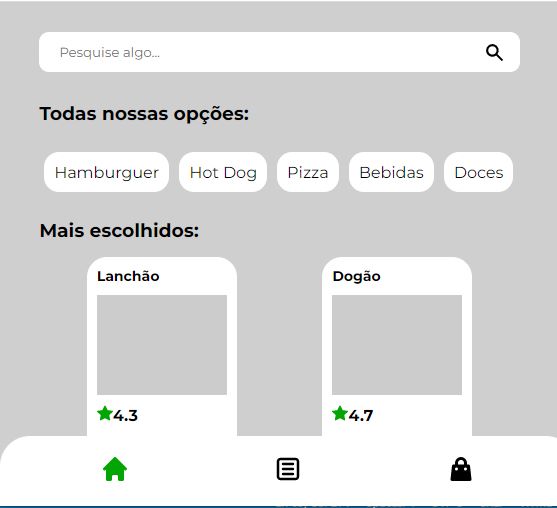 Pesquise algo...
Todas nossas opções:
Hamburguer Hot Dog Pizza Bebidas Doces
Mais escolhidos:
Lanchão Dogão
4.3 4.7